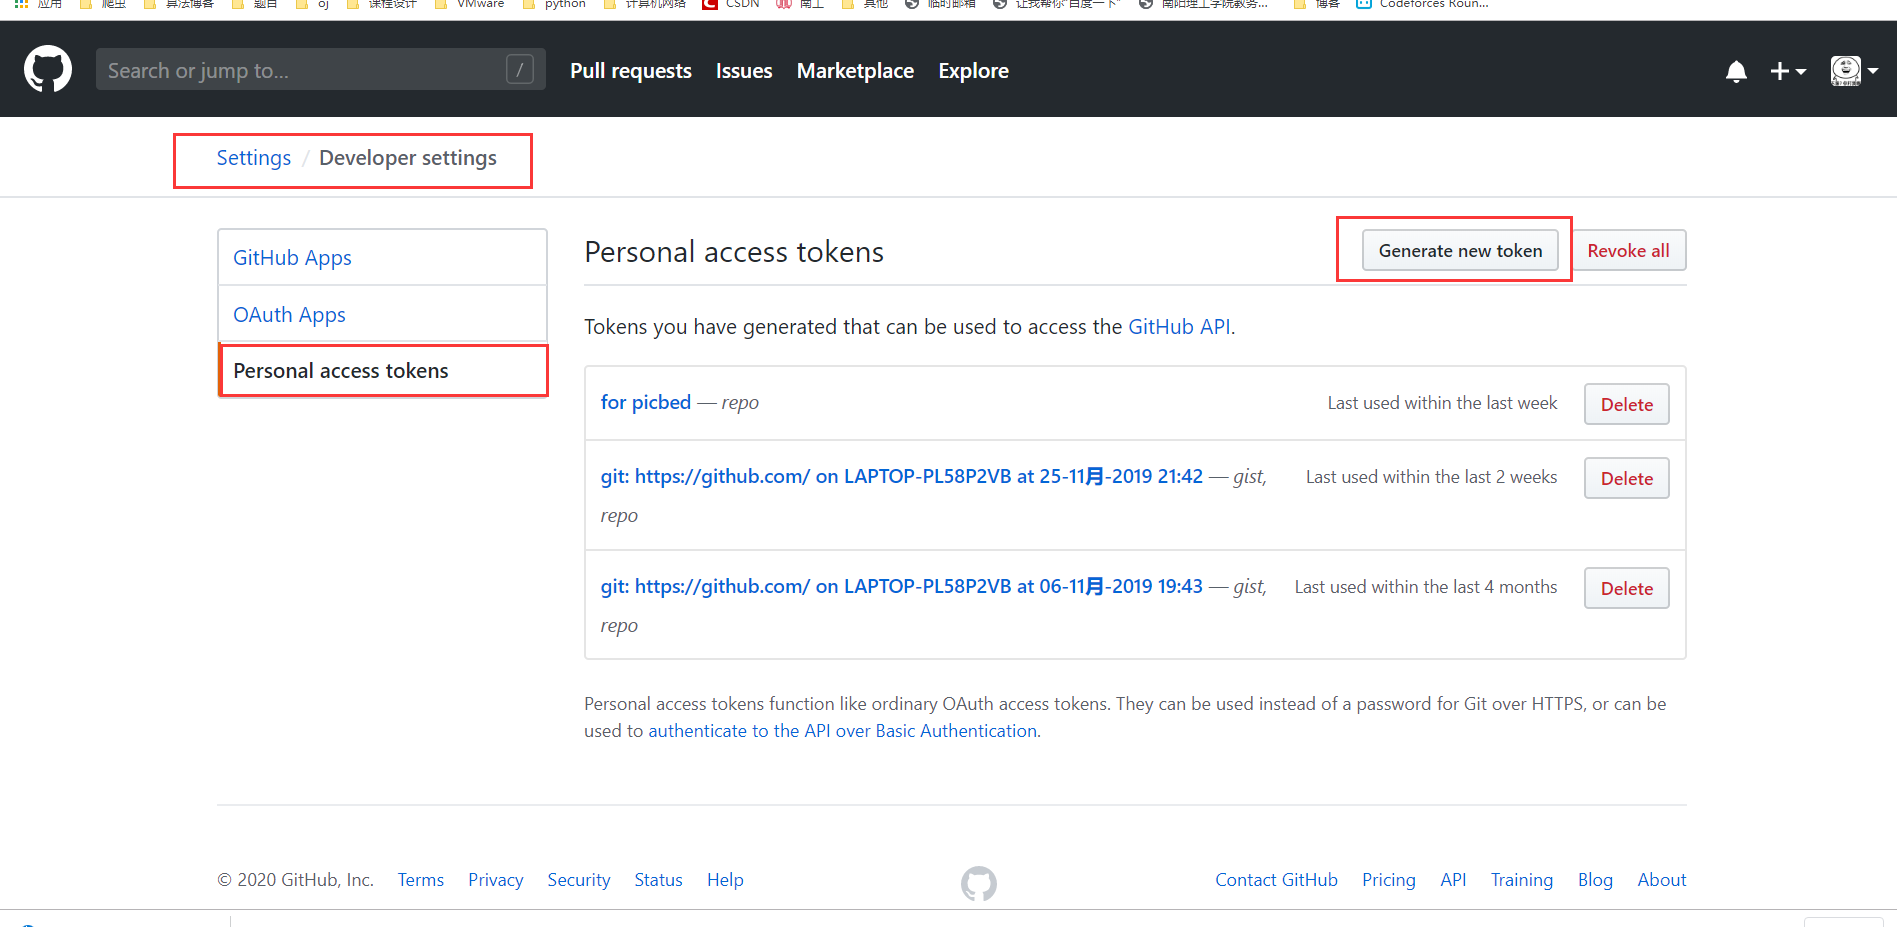 应用 爬虫 算法博客 题目 oj 课程设计 VMware python 计算机网络 CSDN 南工 其他 临时邮箱 让我帮你"百度一下" 南阳理工学院教务... 博客 Codeforces Roun...
Search or jump to... / Pull requests Issues Marketplace Explore
Settings / Developer settings
GitHub Apps
OAuth Apps
Personal access tokens
Personal access tokens Generate new token Revoke all
Tokens you have generated that can be used to access the GitHub API.
for picbed — repo Last used within the last week Delete
git: https://github.com/ on LAPTOP-PL58P2VB at 25-11月-2019 21:42 — gist, Last used within the last 2 weeks Delete
repo
git: https://github.com/ on LAPTOP-PL58P2VB at 06-11月-2019 19:43 — gist, Last used within the last 4 months Delete
repo
Personal access tokens function like ordinary OAuth access tokens. They can be used instead of a password for Git over HTTPS, or can be
used to authenticate to the API over Basic Authentication.
© 2020 GitHub, Inc. Terms Privacy Security Status Help Contact GitHub Pricing API Training Blog About